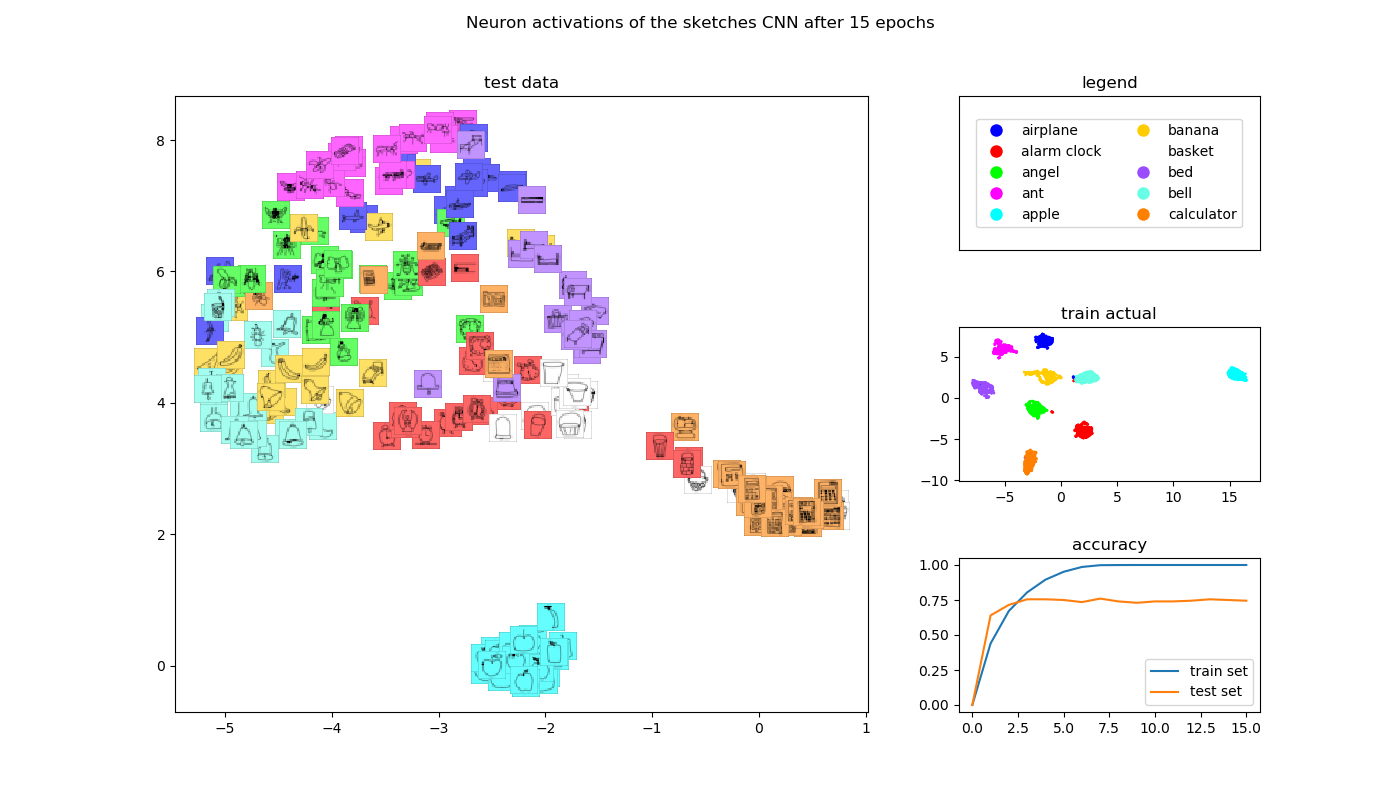 Neuron activations of the sketches CNN after 15 epochs
test data
8
6
4
2
0
−5 −4 −3 −2 −1 0 1
legend
airplane banana
alarm clock basket
angel bed
ant bell
apple calculator
train actual
5
0
−5
−10
−5 0 5 10 15
accuracy
1.00
0.75
0.50
0.25
0.00
train set
test set
0.0 2.5 5.0 7.5 10.0 12.5 15.0